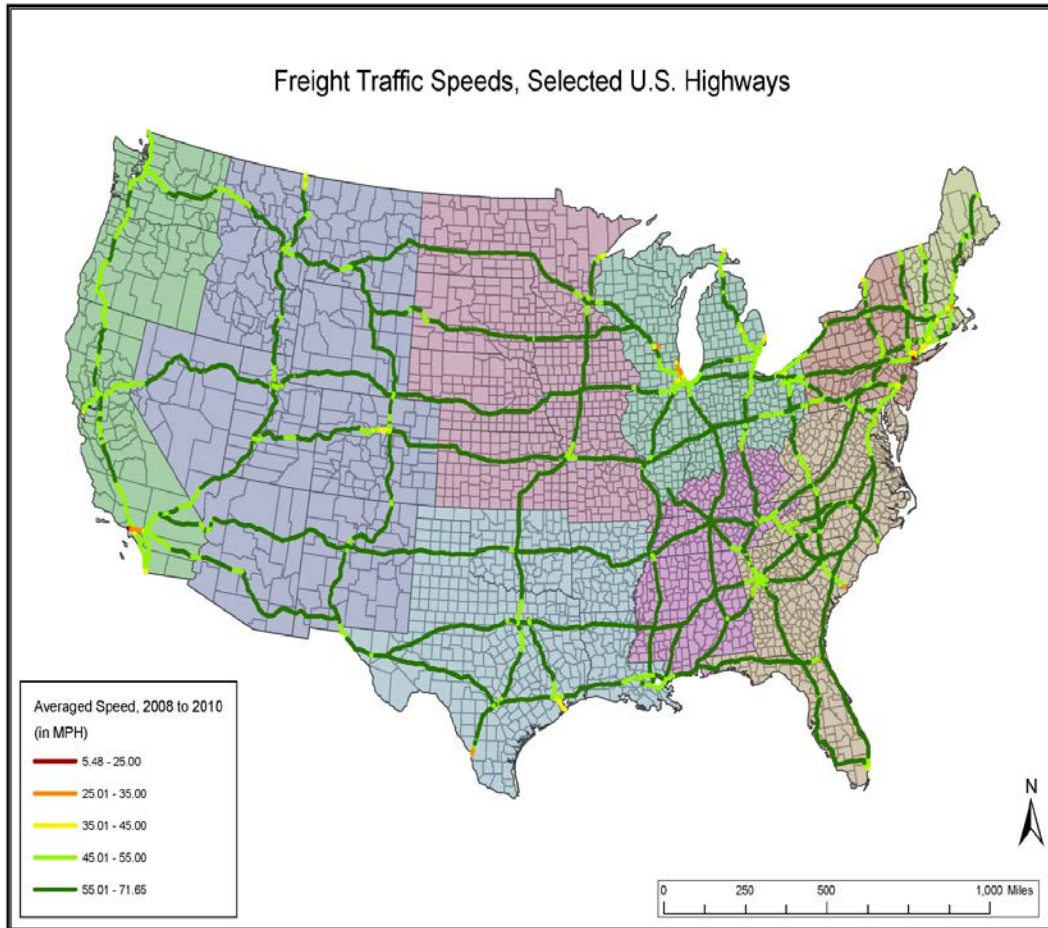 Freight Traffic Speeds, Selected U.S. Highways
Averaged Speed, 2008 to 2010
(in MPH)
5.48 - 25.00
25.01 - 35.00
35.01 - 45.00
45.01 - 55.00
55.01 - 71.65
N
0 250 500 1,000 Miles